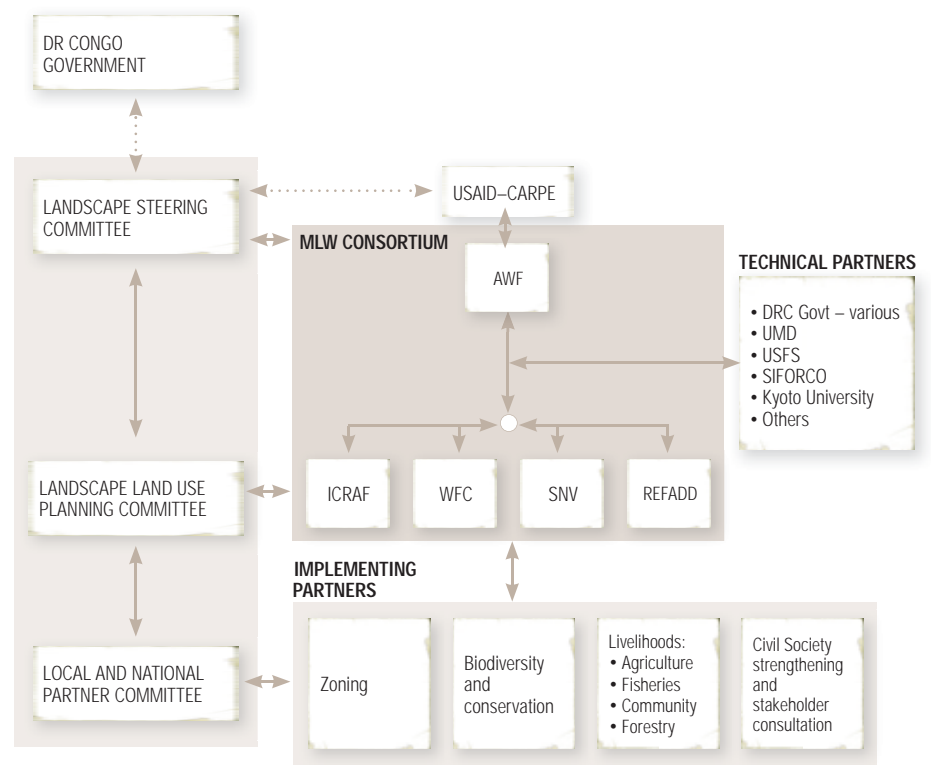 DR CONGO
GOVERNMENT
LANDSCAPE STEERING
COMMITTEE
USAID–CARPE
MLW CONSORTIUM
AWF
TECHNICAL PARTNERS
• DRC Govt – various
• UMD
• USFS
• SIFORCO
• Kyoto University
• Others
LANDSCAPE LAND USE
PLANNING COMMITTEE
ICRAF
WFC
SNV
REFADD
IMPLEMENTING
PARTNERS
LOCAL AND NATIONAL
PARTNER COMMITTEE
Zoning
Biodiversity
and
conservation
Livelihoods:
• Agriculture
• Fisheries
• Community
• Forestry
Civil Society
strengthening
and
stakeholder
consultation